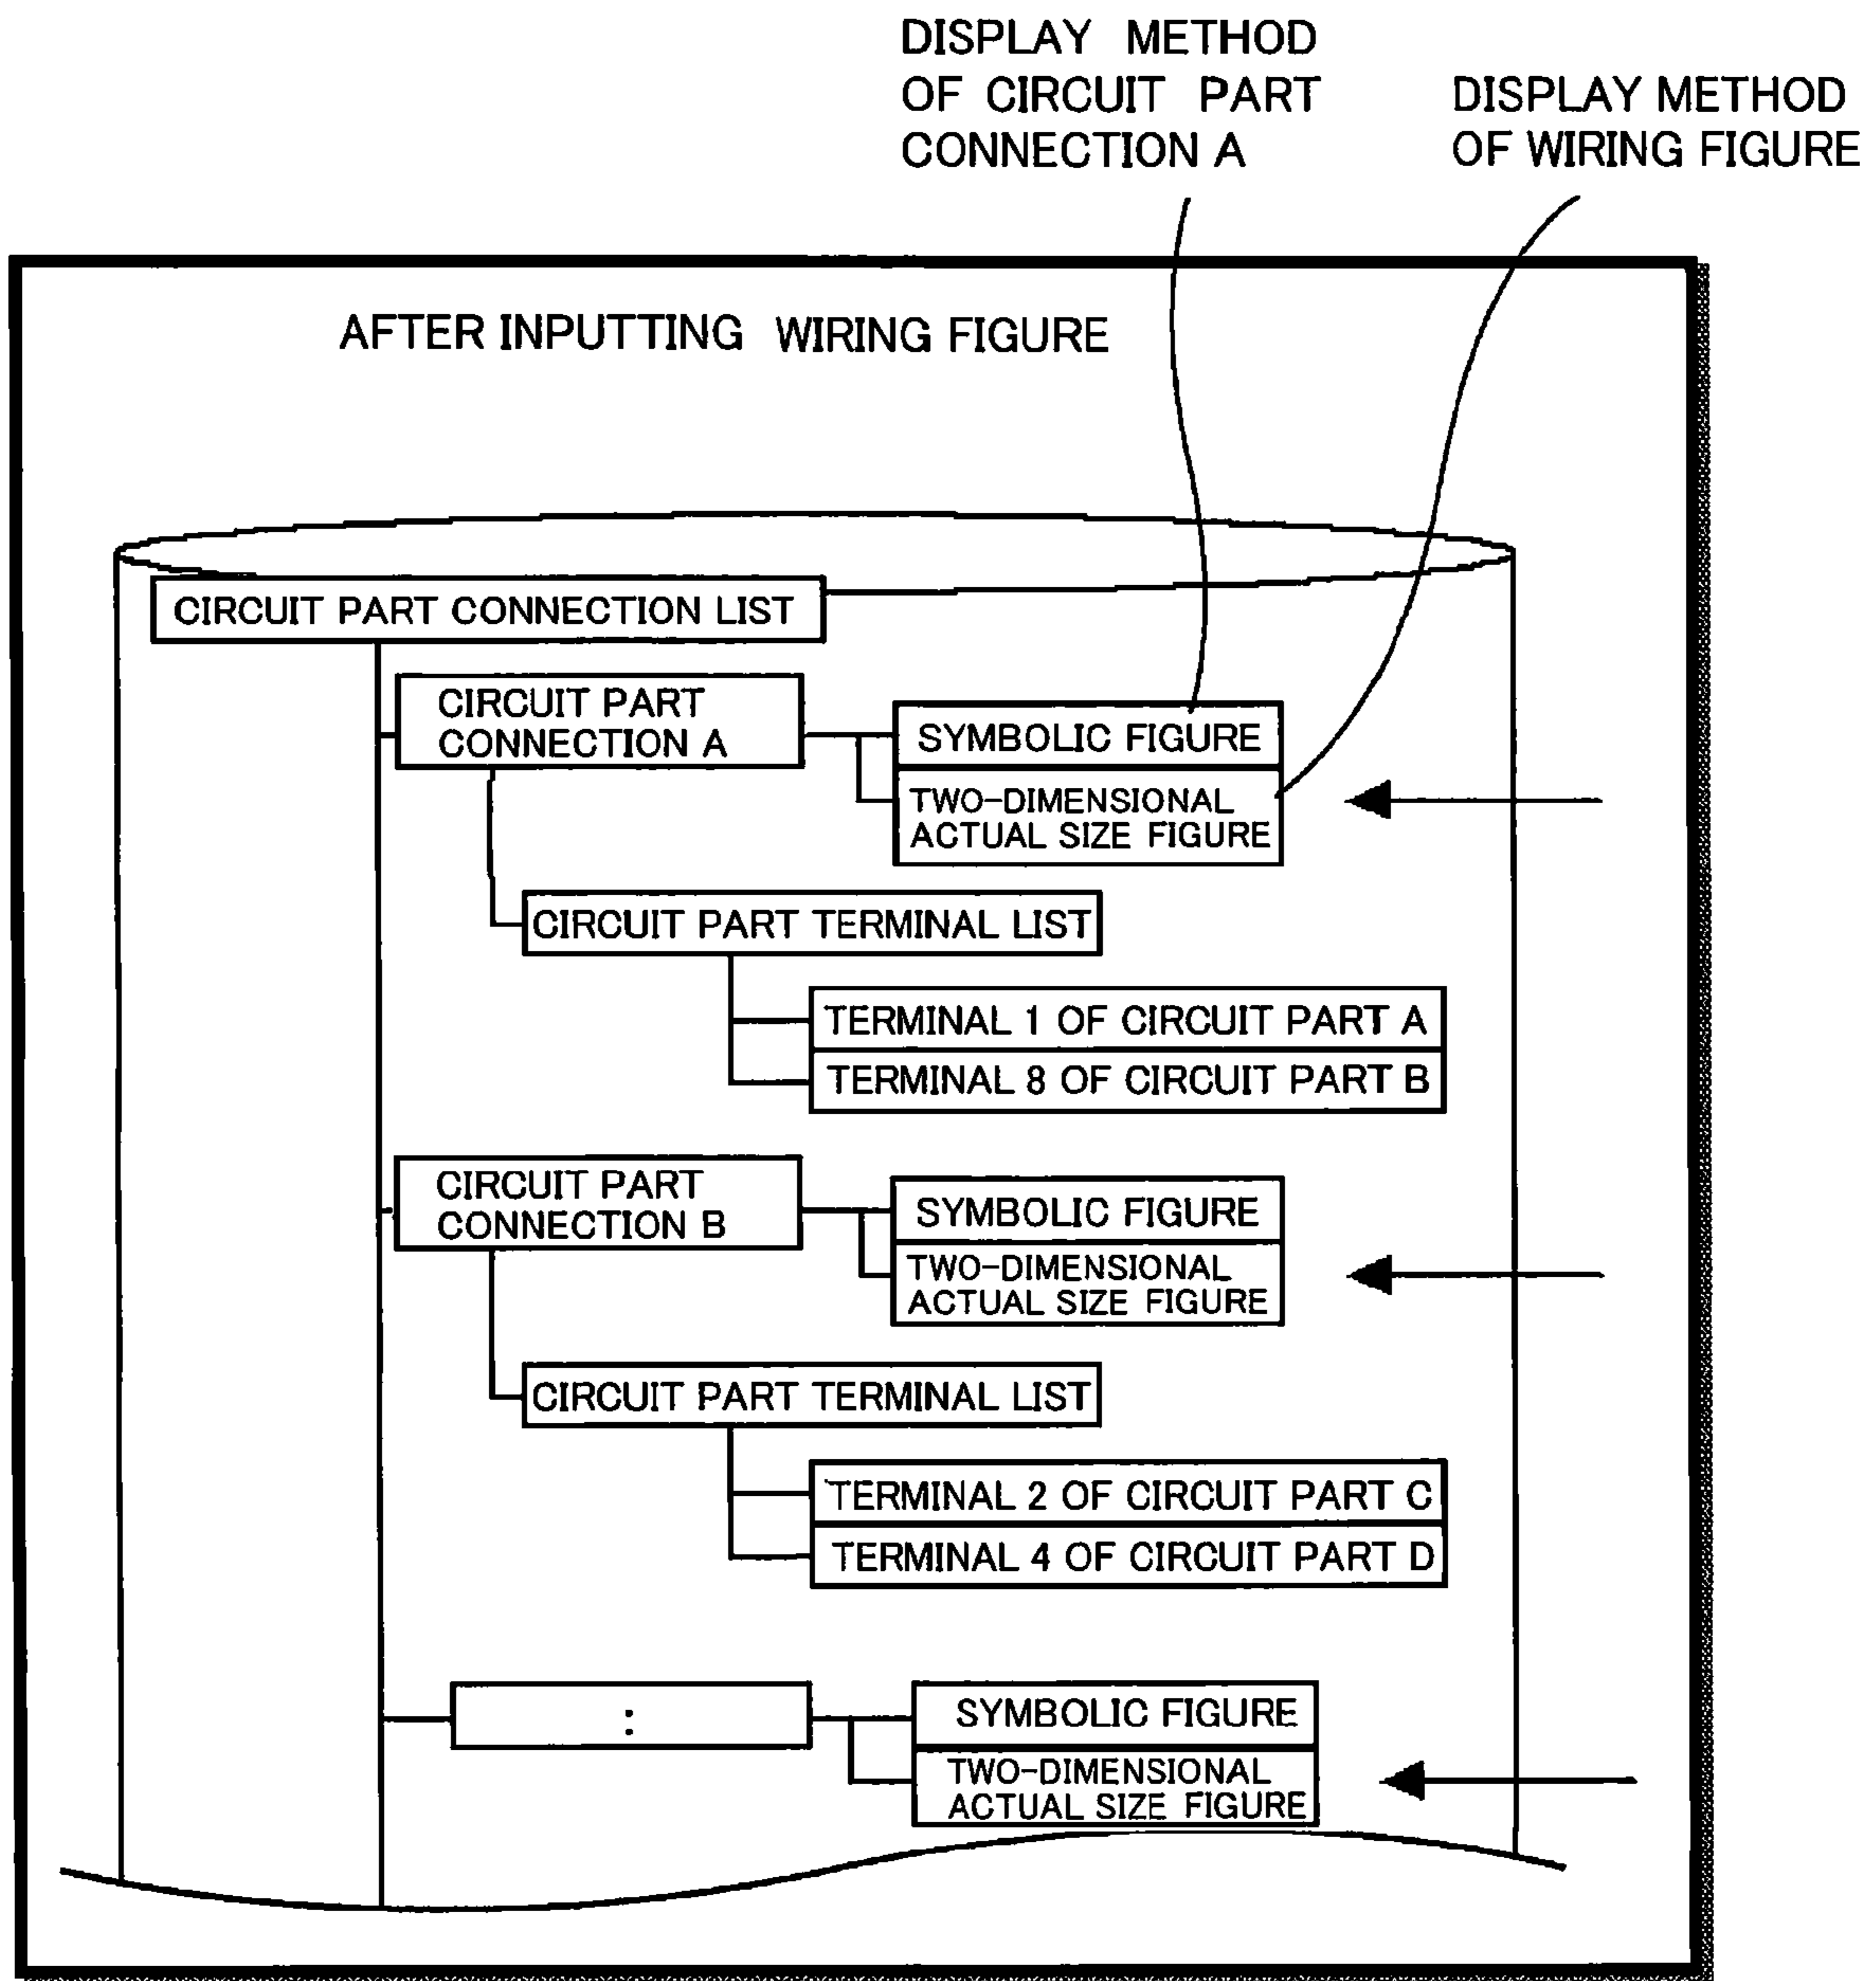 DISPLAY METHOD
OF CIRCUIT PART
CONNECTION A
DISPLAY METHOD
OF WIRING FIGURE
AFTER INPUTTING WIRING FIGURE
CIRCUIT PART CONNECTION LIST
CIRCUIT PART
CONNECTION A
SYMBOLIC FIGURE
TWO-DIMENSIONAL
ACTUAL SIZE FIGURE
CIRCUIT PART TERMINAL LIST
TERMINAL 1 OF CIRCUIT PART A
TERMINAL 8 OF CIRCUIT PART B
CIRCUIT PART
CONNECTION B
SYMBOLIC FIGURE
TWO-DIMENSIONAL
ACTUAL SIZE FIGURE
CIRCUIT PART TERMINAL LIST
TERMINAL 2 OF CIRCUIT PART C
TERMINAL 4 OF CIRCUIT PART D
:
SYMBOLIC FIGURE
TWO-DIMENSIONAL
ACTUAL SIZE FIGURE